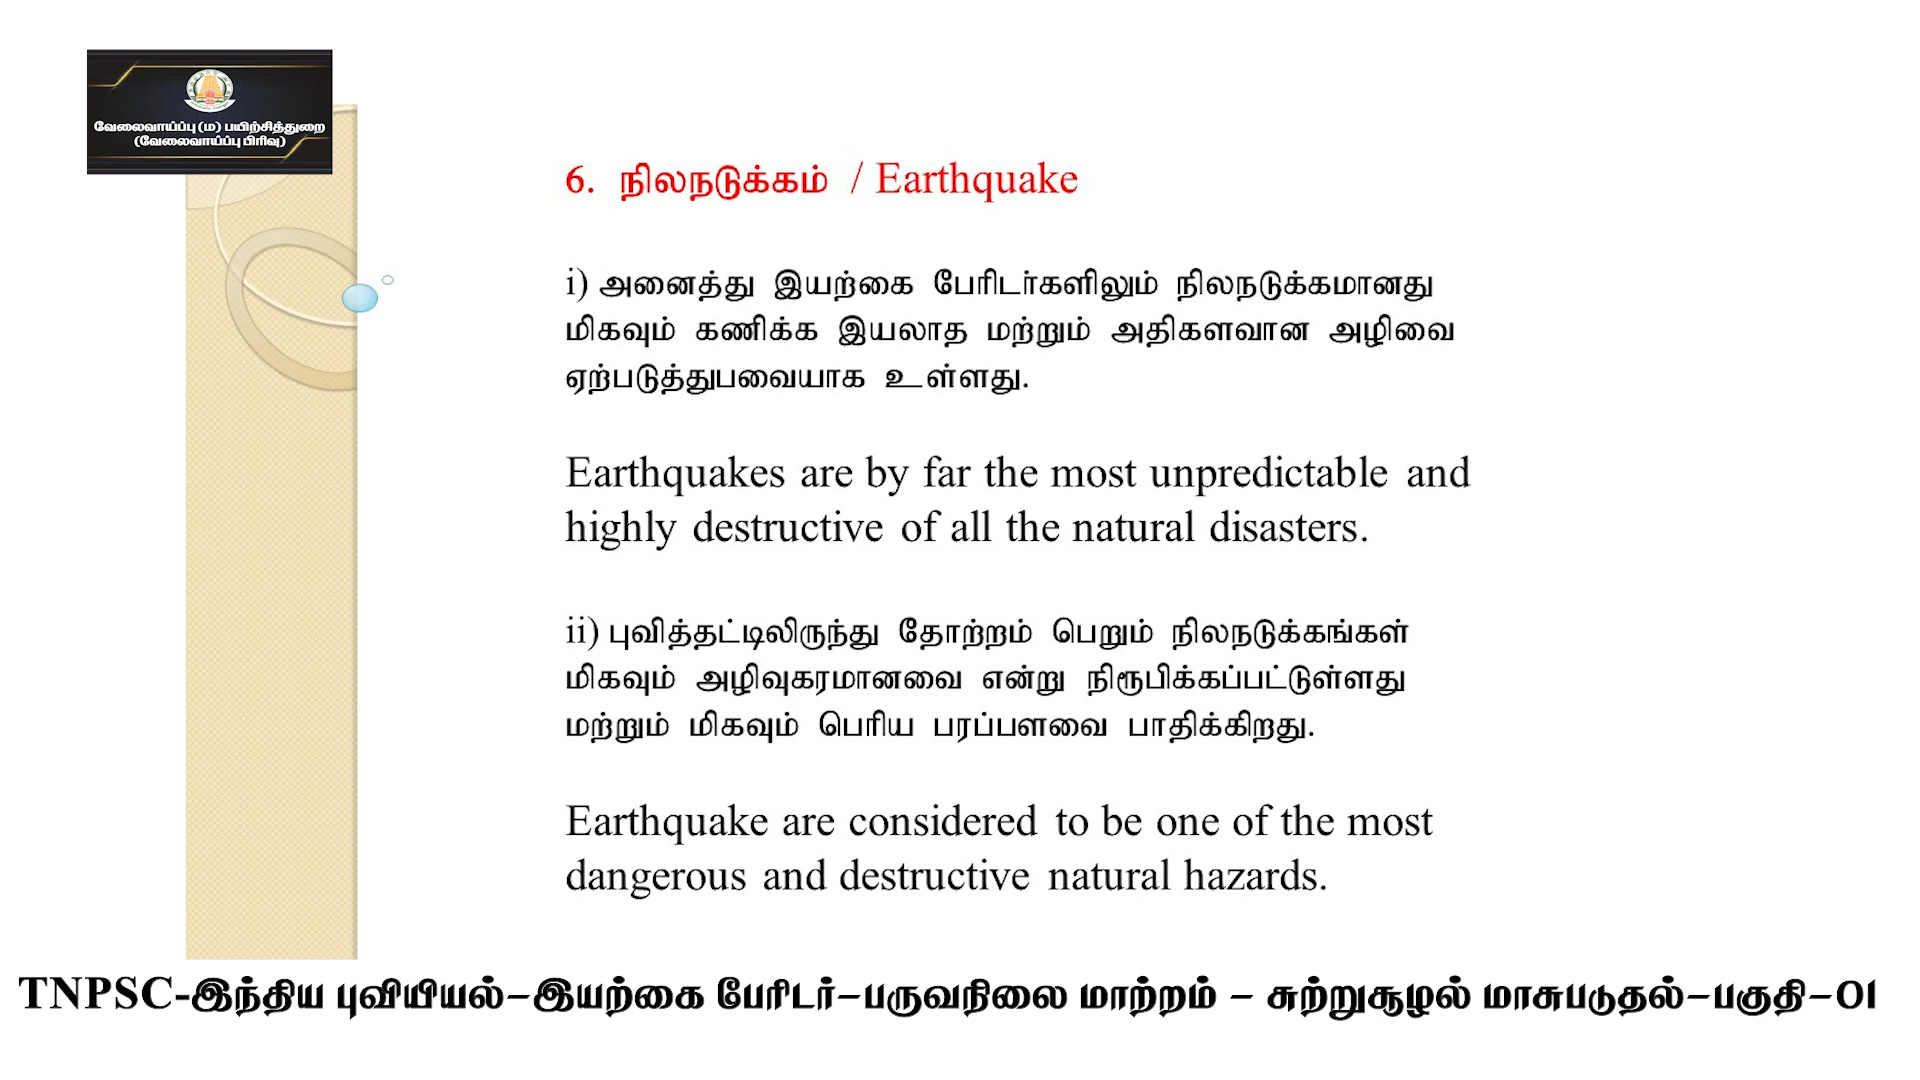 வேலைவாய்ப்பு (ம) பயிற்சித்துறை
(வேலைவாய்ப்பு பிரிவு)
6. நிலநடுக்கம் / Earthquake
i) அனைத்து இயற்கை பேரிடர்களிலும் நிலநடுக்கமானது
மிகவும் கணிக்க இயலாத மற்றும் அதிகளவான அழிவை
ஏற்படுத்துபவையாக உள்ளது.
Earthquakes are by far the most unpredictable and
highly destructive of all the natural disasters.
ii) புவித்தட்டிலிருந்து தோற்றம் பெறும் நிலநடுக்கங்கள்
மிகவும் அழிவுகரமானவை என்று நிரூபிக்கப்பட்டுள்ளது
மற்றும் மிகவும் பெரிய பரப்பளவை பாதிக்கிறது.
Earthquake are considered to be one of the most
dangerous and destructive natural hazards.
TNPSC-இந்திய புவியியல்-இயற்கை பேரிடர்-பருவநிலை மாற்றம் - சுற்றுசூழல் மாசுபடுதல்-பகுதி-01